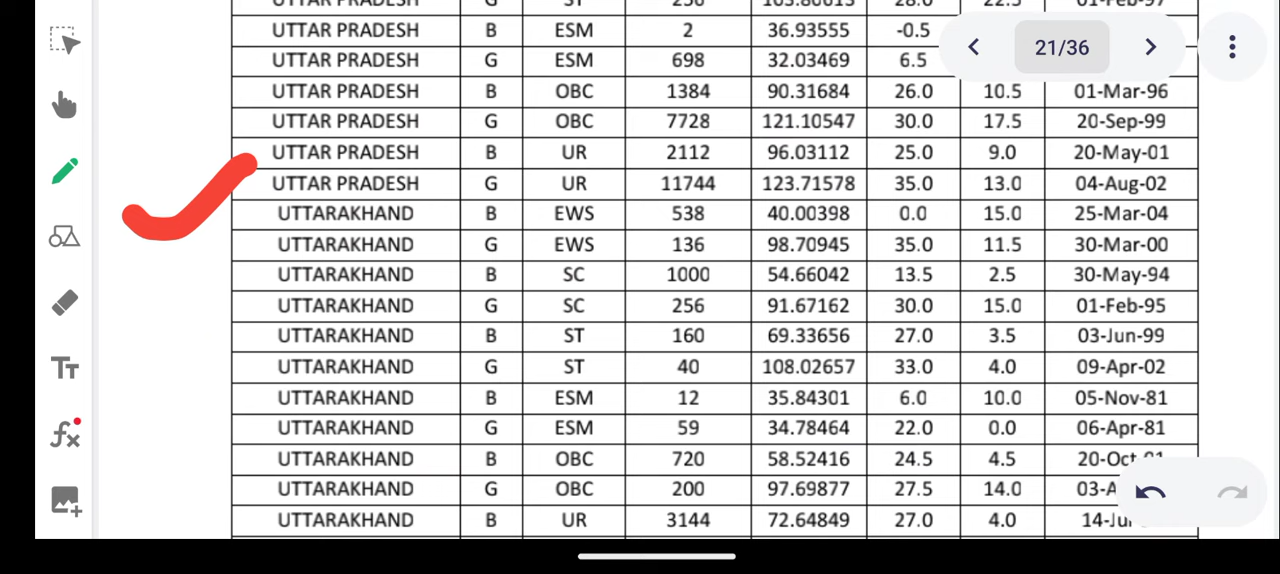 UTTAR PRADESH G ST 256 103.80613 28.0 22.5 01-Feb-97
UTTAR PRADESH B ESM 2 36.93555 -0.5
21/36
UTTAR PRADESH G ESM 698 32.03469 6.5
UTTAR PRADESH B OBC 1384 90.31684 26.0 10.5 01-Mar-96
UTTAR PRADESH G OBC 7728 121.10547 30.0 17.5 20-Sep-99
UTTAR PRADESH B UR 2112 96.03112 25.0 9.0 20-May-01
UTTAR PRADESH G UR 11744 123.71578 35.0 13.0 04-Aug-02
UTTARAKHAND B EWS 538 40.00398 0.0 15.0 25-Mar-04
UTTARAKHAND G EWS 136 98.70945 35.0 11.5 30-Mar-00
UTTARAKHAND B SC 1000 54.66042 13.5 2.5 30-May-94
UTTARAKHAND G SC 256 91.67162 30.0 15.0 01-Feb-95
UTTARAKHAND B ST 160 69.33656 27.0 3.5 03-Jun-99
Tт UTTARAKHAND G ST 40 108.02657 33.0 4.0 09-Apr-02
UTTARAKHAND B ESM 12 35.84301 6.0 10.0 05-Nov-81
fx UTTARAKHAND G ESM 59 34.78464 22.0 0.0 06-Apr-81
UTTARAKHAND B OBC 720 58.52416 24.5 4.5 20-Oct
UTTARAKHAND G OBC 200 97.69877 27.5 14.0 03-A
UTTARAKHAND B UR 3144 72.64849 27.0 4.0 14-Ju